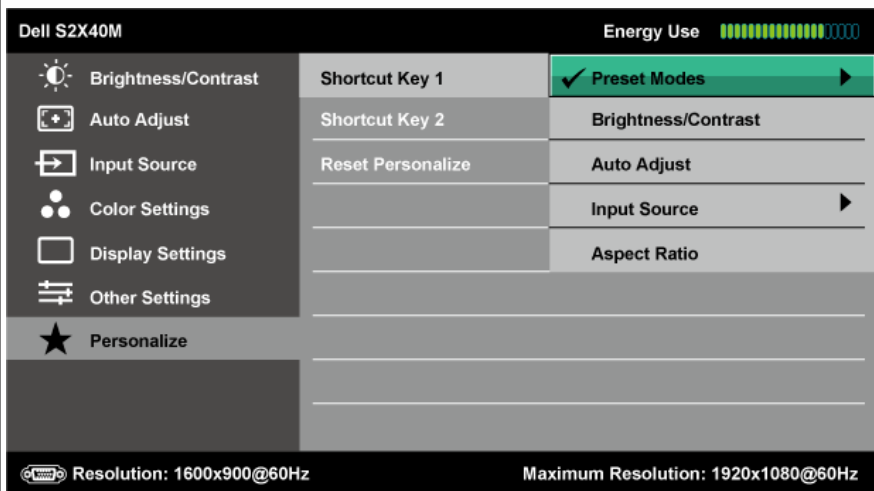 Dell S2X40M
Energy Use
Brightness/Contrast
Auto Adjust
Input Source
Color Settings
Display Settings
Other Settings
Personalize
Shortcut Key 1
Shortcut Key 2
Reset Personalize
Preset Modes
Brightness/Contrast
Auto Adjust
Input Source
Aspect Ratio
Resolution: 1600x900@60Hz
Maximum Resolution: 1920x1080@60Hz